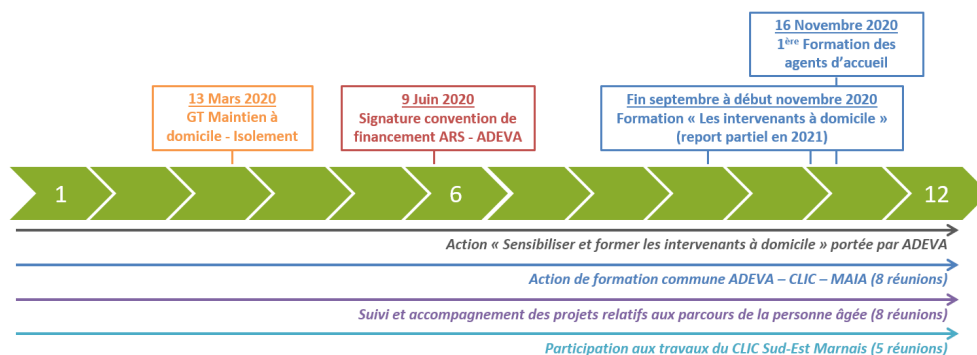 16 Novembre 2020
1ère Formation des
agents d'accueil
13 Mars 2020
GT Maintien à
domicile - Isolement
9 Juin 2020
Signature convention de
financement ARS - ADEVA
Fin septembre à début novembre 2020
Formation « Les intervenants à domicile »
(report partiel en 2021)
1
6
12
Action « Sensibiliser et former les intervenants à domicile » portée par ADEVA
Action de formation commune ADEVA – CLIC – MAIA (8 réunions)
Suivi et accompagnement des projets relatifs aux parcours de la personne âgée (8 réunions)
Participation aux travaux du CLIC Sud-Est Marnais (5 réunions)